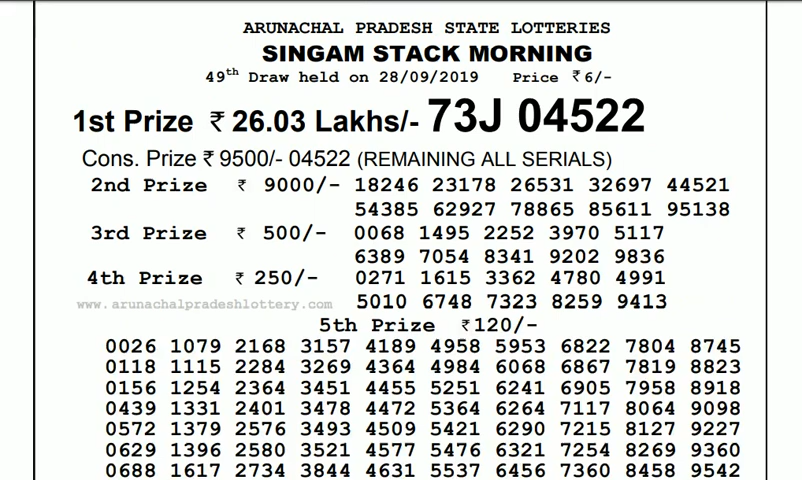 ARUNACHAL PRADESH STATE LOTTERIES
SINGAM STACK MORNING
49th Draw held on 28/09/2019 Price ₹6/-
1st Prize ₹ 26.03 Lakhs/- 73J 04522
Cons. Prize ₹ 9500/- 04522 (REMAINING ALL SERIALS)
2nd Prize ₹ 9000/- 18246 23178 26531 32697 44521
54385 62927 78865 85611 95138
3rd Prize ₹ 500/- 0068 1495 2252 3970 5117
6389 7054 8341 9202 9836
4th Prize ₹ 250/- 0271 1615 3362 4780 4991
www.arunachalpradeshlottery.com 5010 6748 7323 8259 9413
5th Prize ₹120/-
0026 1079 2168 3157 4189 4958 5953 6822 7804 8745
0118 1115 2284 3269 4364 4984 6068 6867 7819 8823
0156 1254 2364 3451 4455 5251 6241 6905 7958 8918
0439 1331 2401 3478 4472 5364 6264 7117 8064 9098
0572 1379 2576 3493 4509 5421 6290 7215 8127 9227
0629 1396 2580 3521 4577 5476 6321 7254 8269 9360
0688 1617 2734 3844 4631 5537 6456 7360 8458 9542